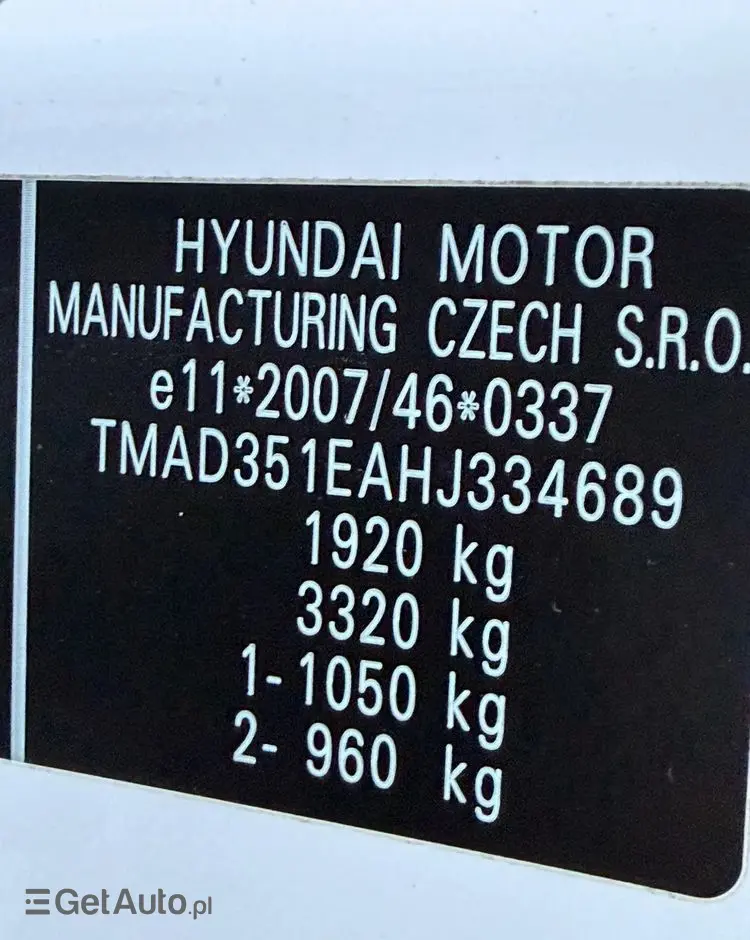 HYUNDAI MOTOR
MANUFACTURING CZECH S.R.O.
e11*2007/46*0337
TMAD351EAHJ334689
1920 kg
3320 kg
1- 1050 kg
2- 960 kg
GetAuto.pl